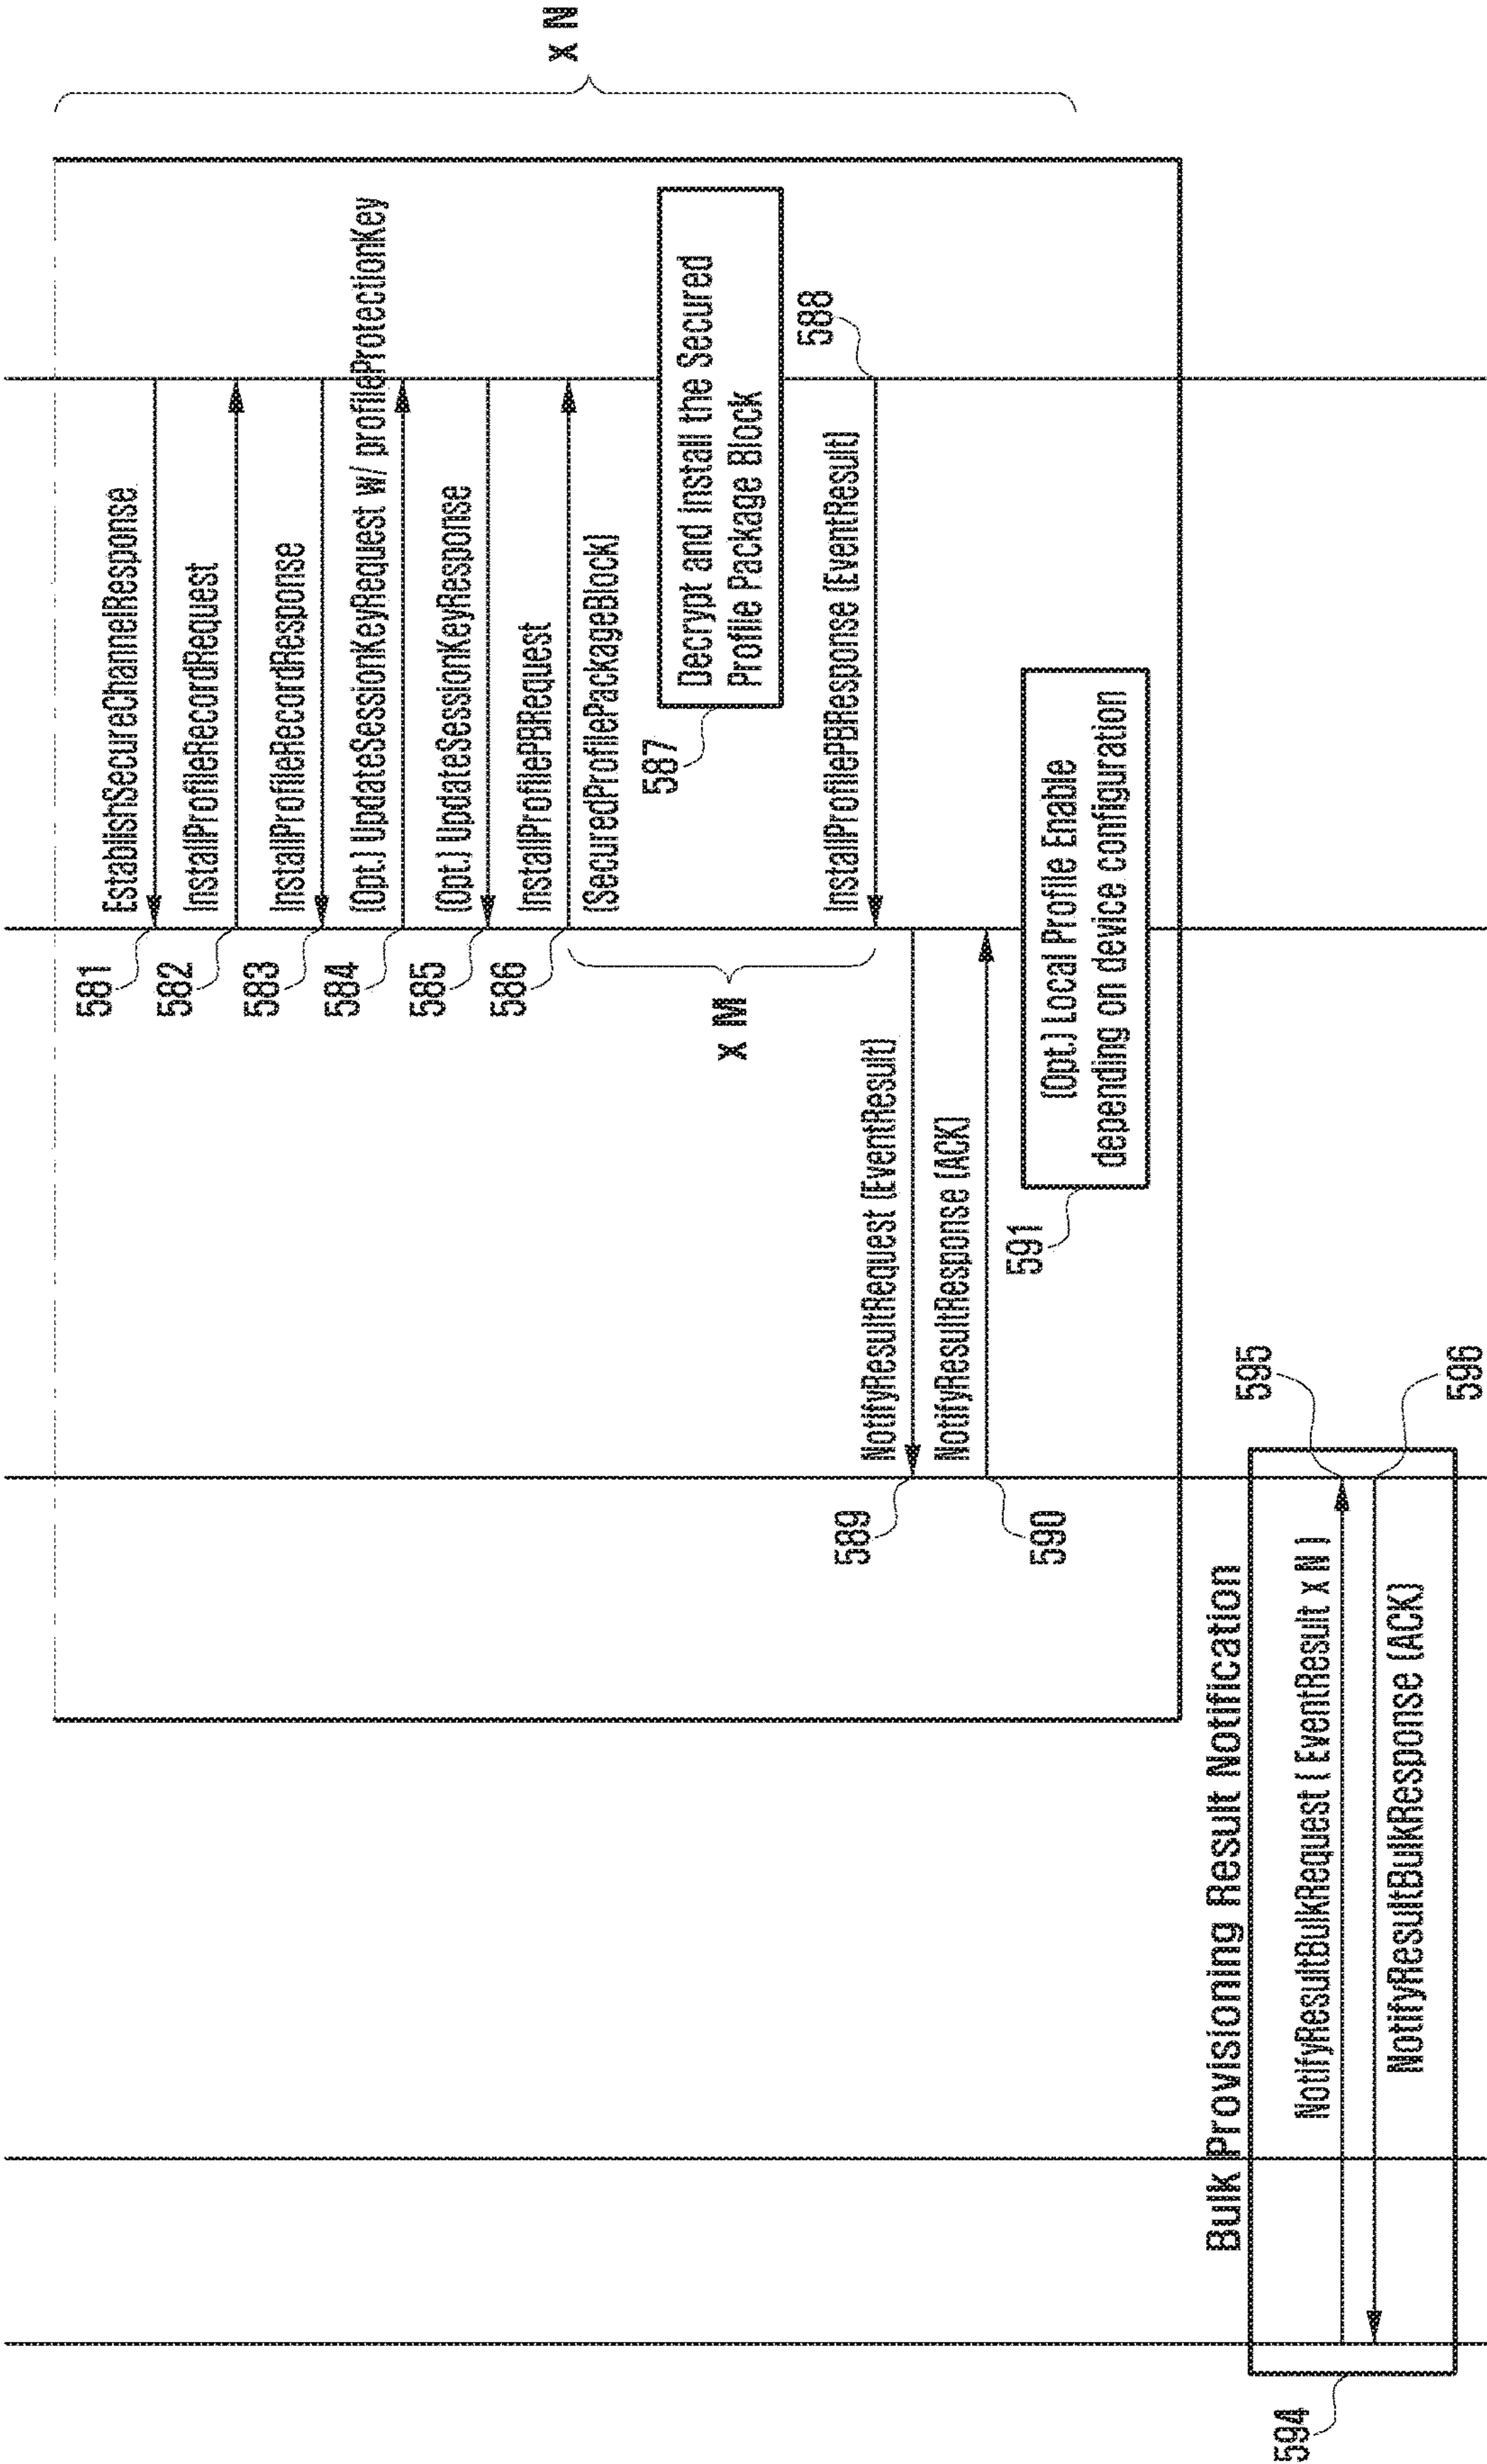 x N
EstablishSecureChannelResponse
581
InstallProfileRecordRequest
582
InstallProfileRecordResponse
583
(Opt.) UpdateSessionKeyRequest w/ profileProtectionKey
584
(Opt.) UpdateSessionKeyResponse
585
InstallProfilePBRequest
586
(SecuredProfilePackageBlock)
x M
587
Decrypt and install the Secured
Profile Package Block
588
InstallProfilePBResponse (EventResult)
589
NotifyResultRequest (EventResult)
590
NotifyResultResponse (ACK)
591
(Opt.) Local Profile Enable
depending on device configuration
Bulk Provisioning Result Notification
594
NotifyResultBulkRequest ( EventResult x N )
595
NotifyResultBulkResponse (ACK)
596